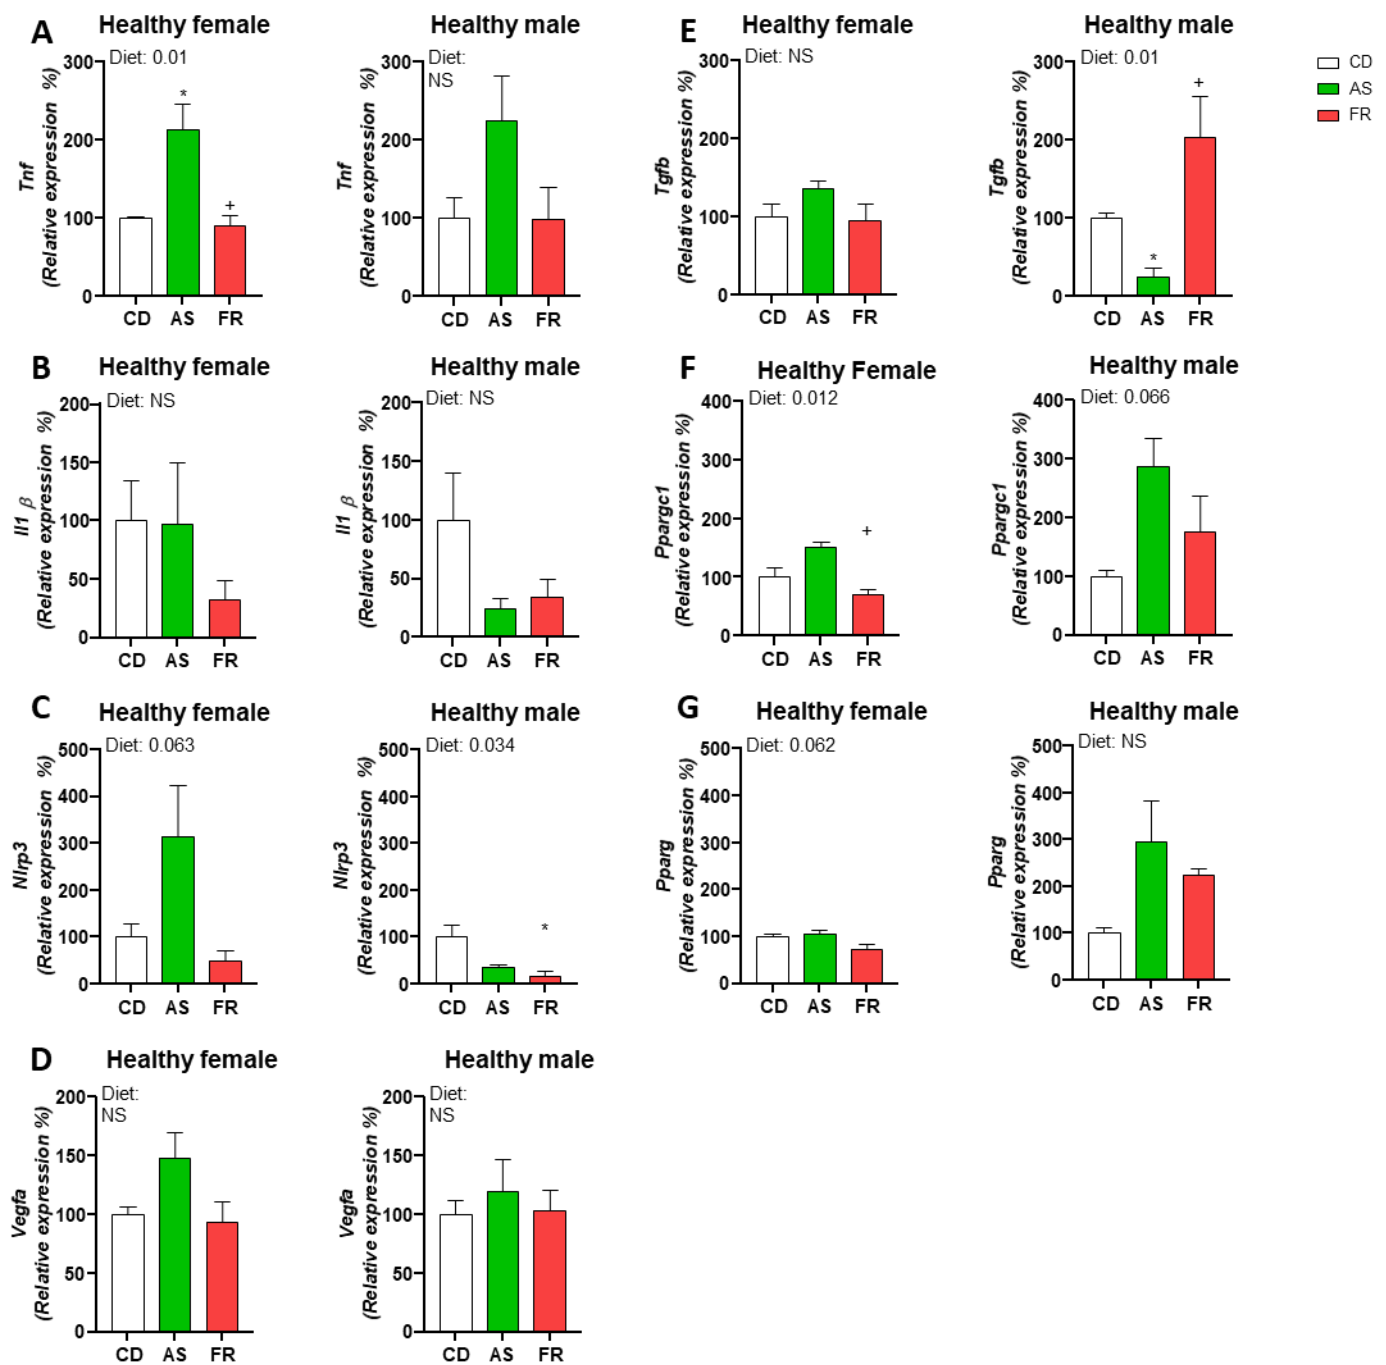 A
Healthy female
Diet: 0.01
Tnf
(Relative expression %)
300
200
100
0
CD AS FR
*
+
Healthy male
Diet:
NS
Tnf
(Relative expression %)
300
200
100
0
CD AS FR
E
Healthy female
Diet: NS
Tgfb
(Relative expression %)
300
200
100
0
CD AS FR
Healthy male
Diet: 0.01
Tgfb
(Relative expression %)
300
200
100
0
CD AS FR
*
+
CD
AS
FR
B
Healthy female
Diet: NS
Il1 β
(Relative expression %)
200
150
100
50
0
CD AS FR
Healthy male
Diet: NS
Il1 β
(Relative expression %)
200
150
100
50
0
CD AS FR
F
Healthy Female
Diet: 0.012
Ppargc1
(Relative expression %)
400
300
200
100
0
CD AS FR
+
Healthy male
Diet: 0.066
Ppargc1
(Relative expression %)
400
300
200
100
0
CD AS FR
C
Healthy female
Diet: 0.063
Nlrp3
(Relative expression %)
500
400
300
200
100
0
CD AS FR
Healthy male
Diet: 0.034
Nlrp3
(Relative expression %)
500
400
300
200
100
0
CD AS FR
*
G
Healthy female
Diet: 0.062
Pparg
(Relative expression %)
500
400
300
200
100
0
CD AS FR
Healthy male
Diet: NS
Pparg
(Relative expression %)
500
400
300
200
100
0
CD AS FR
D
Healthy female
Diet:
NS
Vegfa
(Relative expression %)
200
150
100
50
0
CD AS FR
Healthy male
Diet:
NS
Vegfa
(Relative expression %)
200
150
100
50
0
CD AS FR